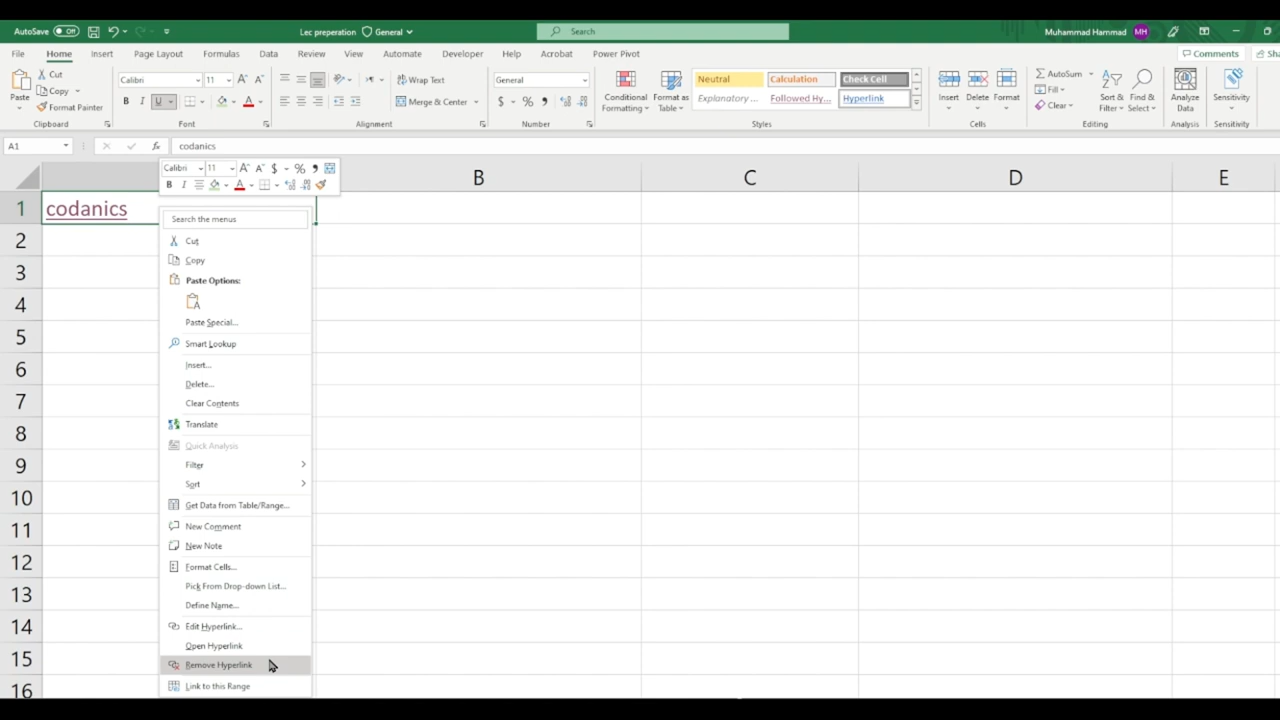 AutoSave Off Lec preperation General Search Muhammad Hammad MH
File Home Insert Page Layout Formulas Data Review View Automate Developer Help Acrobat Power Pivot Comments Sha
Paste
Cut
Copy
Format Painter
Clipboard
Calibri 11 A A
B I U A
Font
Wrap Text
Merge & Center
Alignment
General
$ % ,
Number
Conditional
Formatting
Format as
Table
Neutral Calculation Check Cell
Explanatory ... Followed Hy... Hyperlink
Styles
Insert Delete Format
Cells
AutoSum
Fill
Clear
Sort &
Filter
Find &
Select
Editing
Analyze
Data
Analysis
Sensitivity
Sensitivity
A1 fx codanics
Calibri 11 A A $ % ,
B I A
B C D E
1 codanics
2
3
4
5
6
7
8
9
10
11
12
13
14
15
16
Search the menus
Cut
Copy
Paste Options:
A
Paste Special...
Smart Lookup
Insert...
Delete...
Clear Contents
Translate
Quick Analysis
Filter
Sort
Get Data from Table/Range...
New Comment
New Note
Format Cells...
Pick From Drop-down List...
Define Name...
Edit Hyperlink...
Open Hyperlink
Remove Hyperlink
Link to this Range